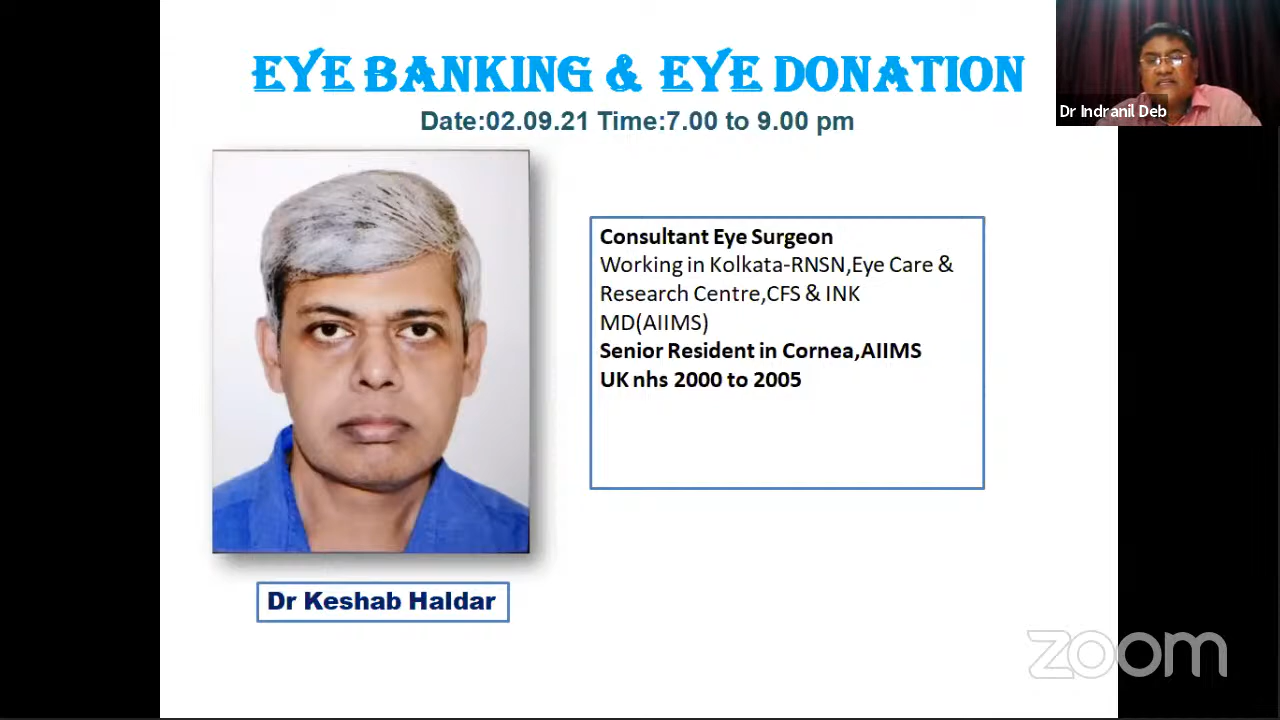 EYE BANKING & EYE DONATION
Date:02.09.21 Time:7.00 to 9.00 pm
Dr Indranil Deb
Consultant Eye Surgeon
Working in Kolkata-RNSN,Eye Care &
Research Centre,CFS & INK
MD(AIIMS)
Senior Resident in Cornea,AIIMS
UK nhs 2000 to 2005
Dr Keshab Haldar
zoom